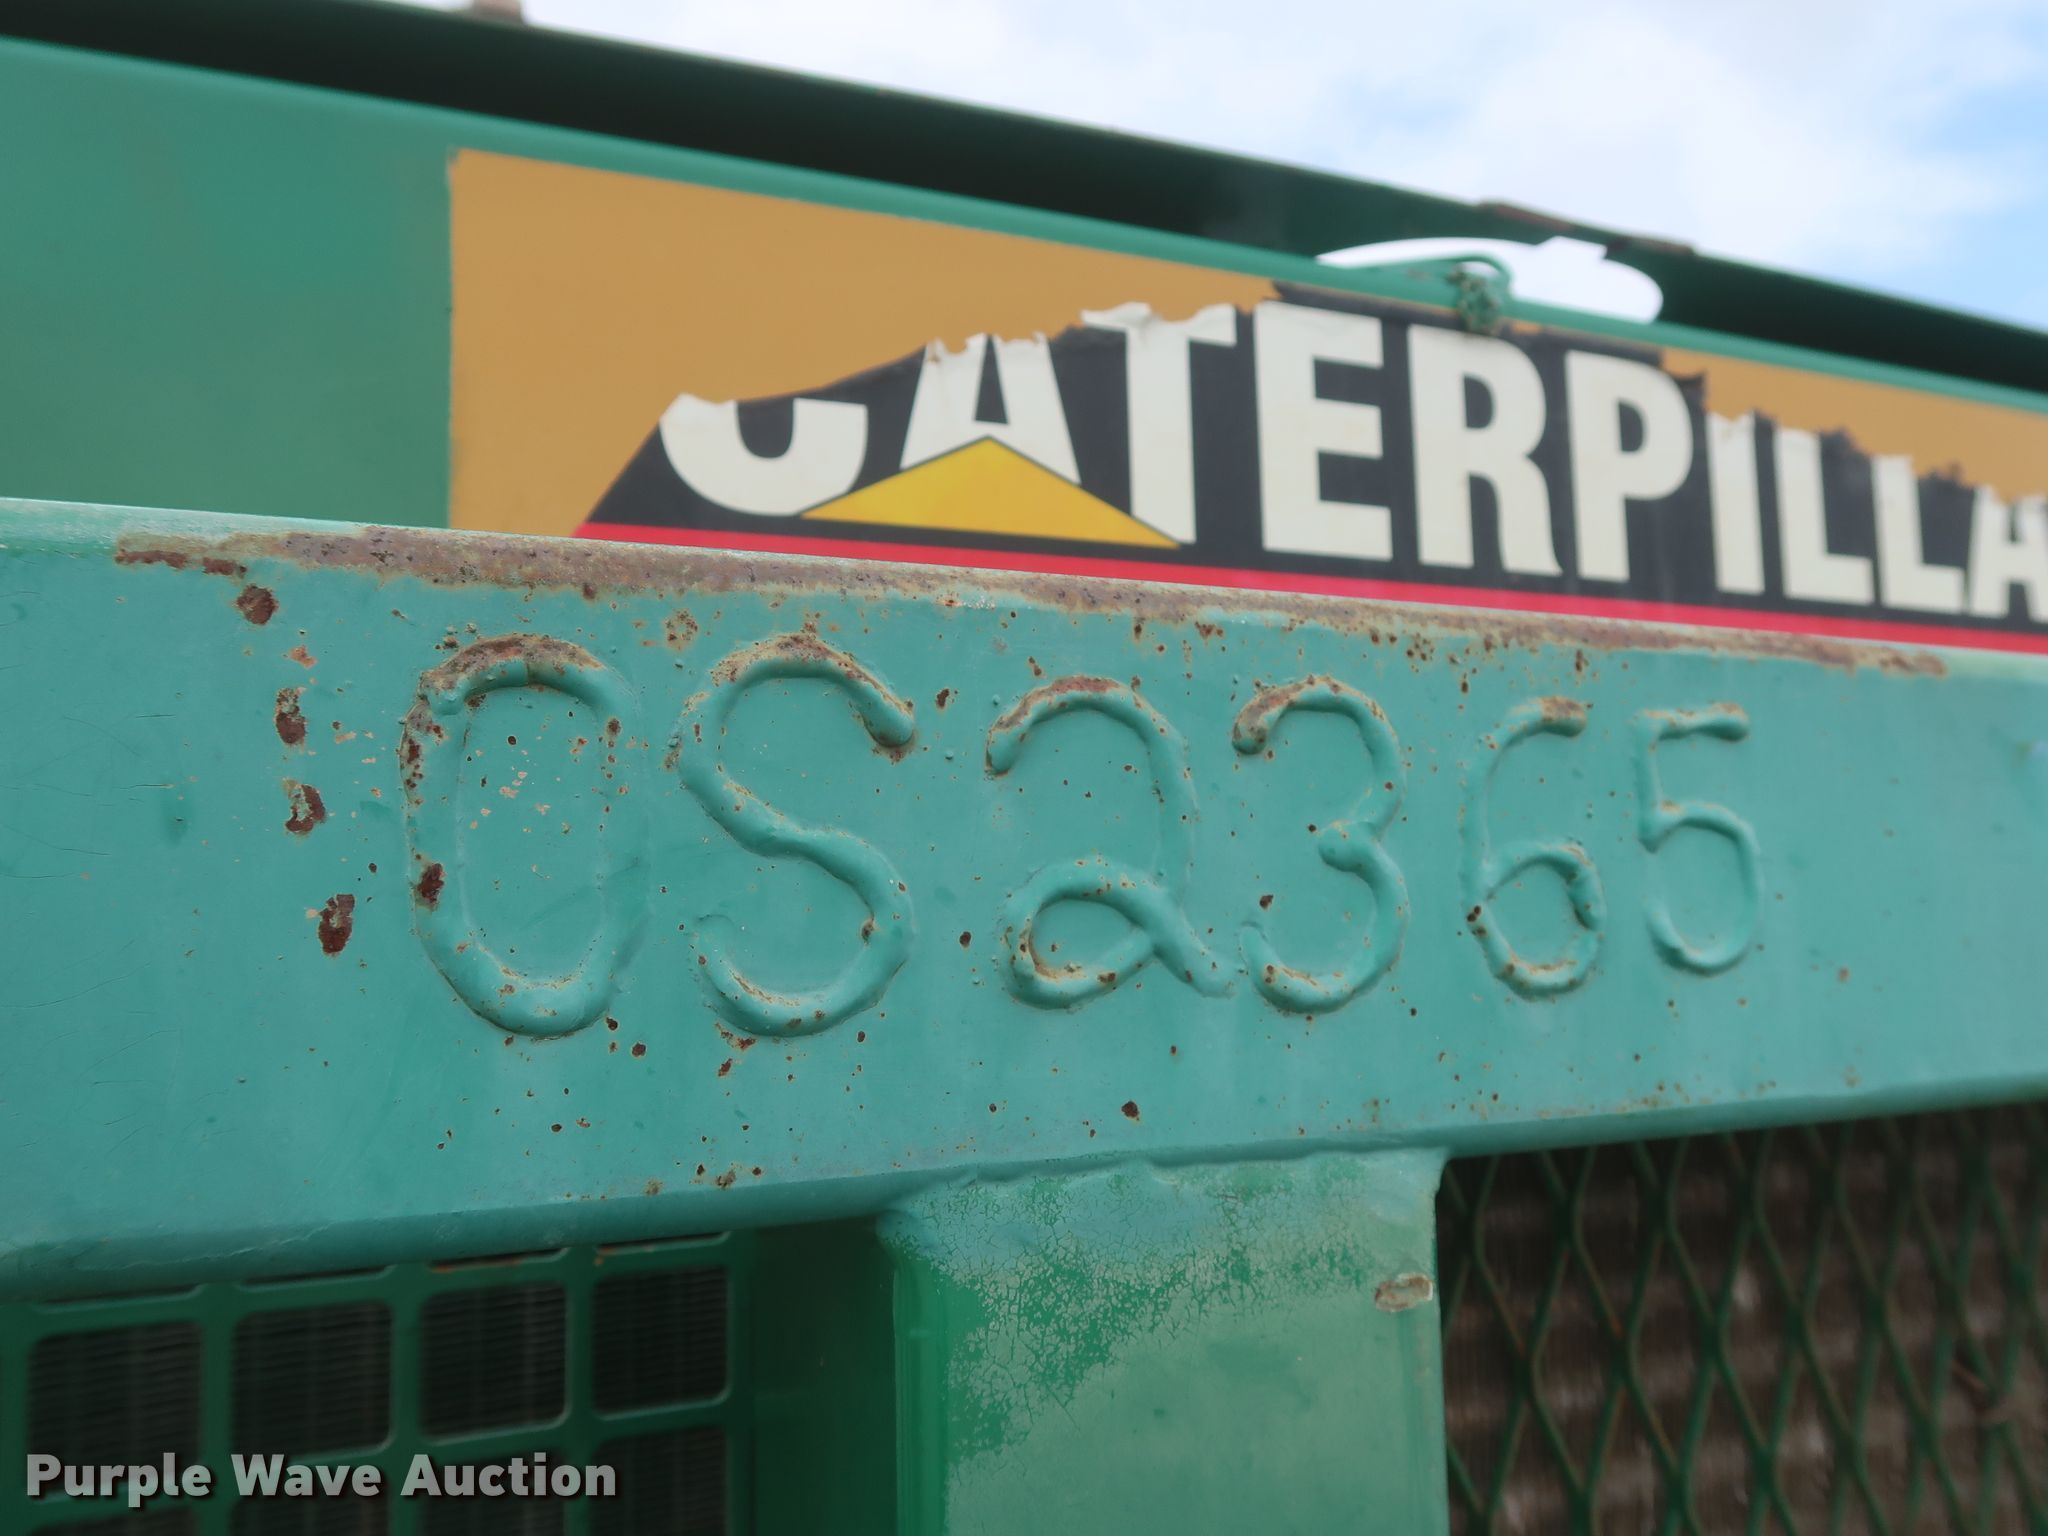 CATERPILLA
OS2365
Purple Wave Auction